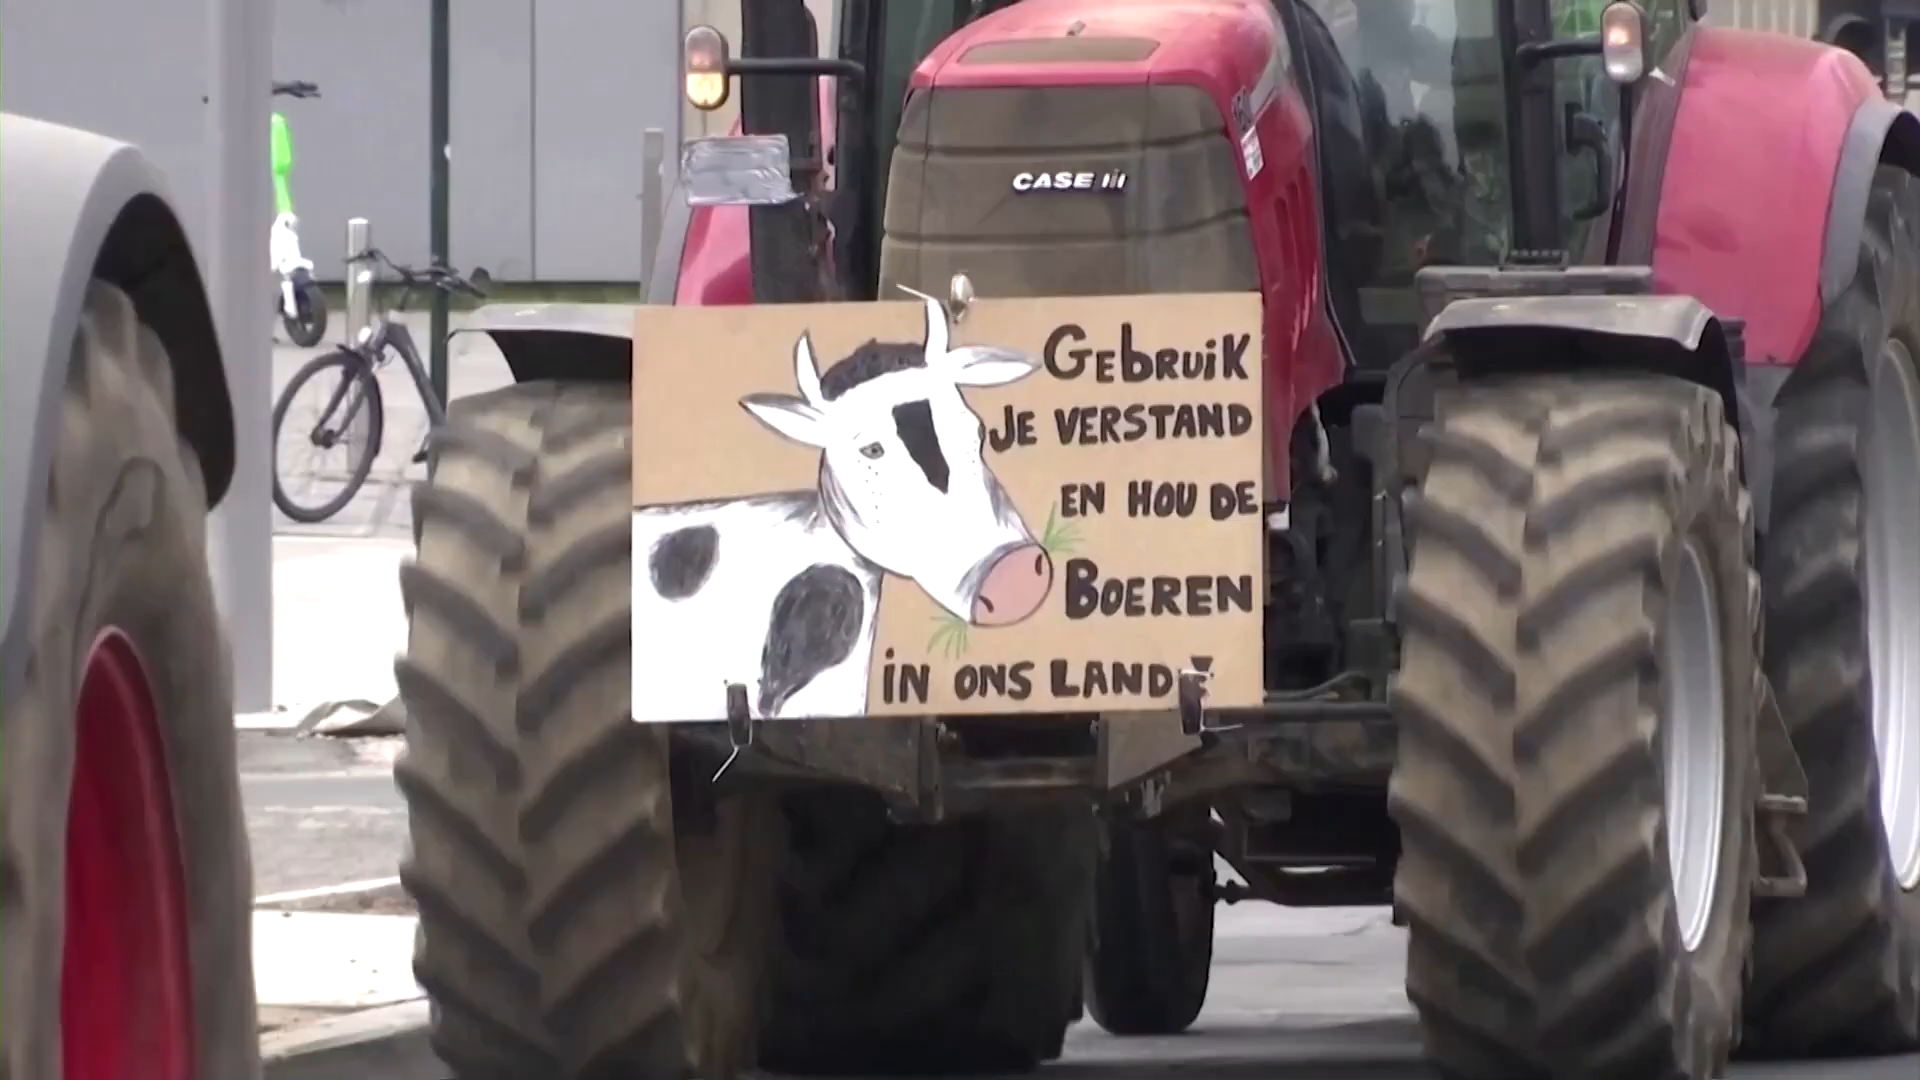 CASE IH
GEbRUiK
JE VERSTAND
EN HOU DE
BOEREN
iN ONS LAND